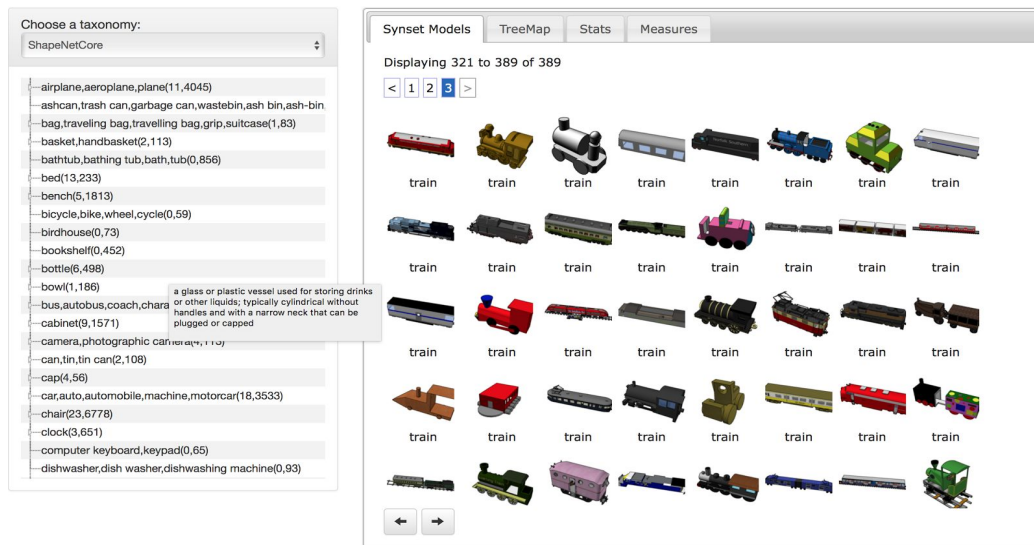 Choose a taxonomy:
ShapeNetCore
airplane,aeroplane,plane(11,4045)
ashcan,trash can,garbage can,wastebin,ash bin,ash-bin,
bag,traveling bag,travelling bag,grip,suitcase(1,83)
basket,handbasket(2,113)
bathtub,bathing tub,bath,tub(0,856)
bed(13,233)
bench(5,1813)
bicycle,bike,wheel,cycle(0,59)
birdhouse(0,73)
bookshelf(0,452)
bottle(6,498)
bowl(1,186)
bus,autobus,coach,chara
cabinet(9,1571)
camera,photographic camera(4,113)
can,tin,tin can(2,108)
cap(4,56)
car,auto,automobile,machine,motorcar(18,3533)
chair(23,6778)
clock(3,651)
computer keyboard,keypad(0,65)
dishwasher,dish washer,dishwashing machine(0,93)
a glass or plastic vessel used for storing drinks
or other liquids; typically cylindrical without
handles and with a narrow neck that can be
plugged or capped
Synset Models TreeMap Stats Measures
Displaying 321 to 389 of 389
< 1 2 3 >
train train train train train train train train
train train train train train train train train
train train train train train train train train
train train train train train train train train